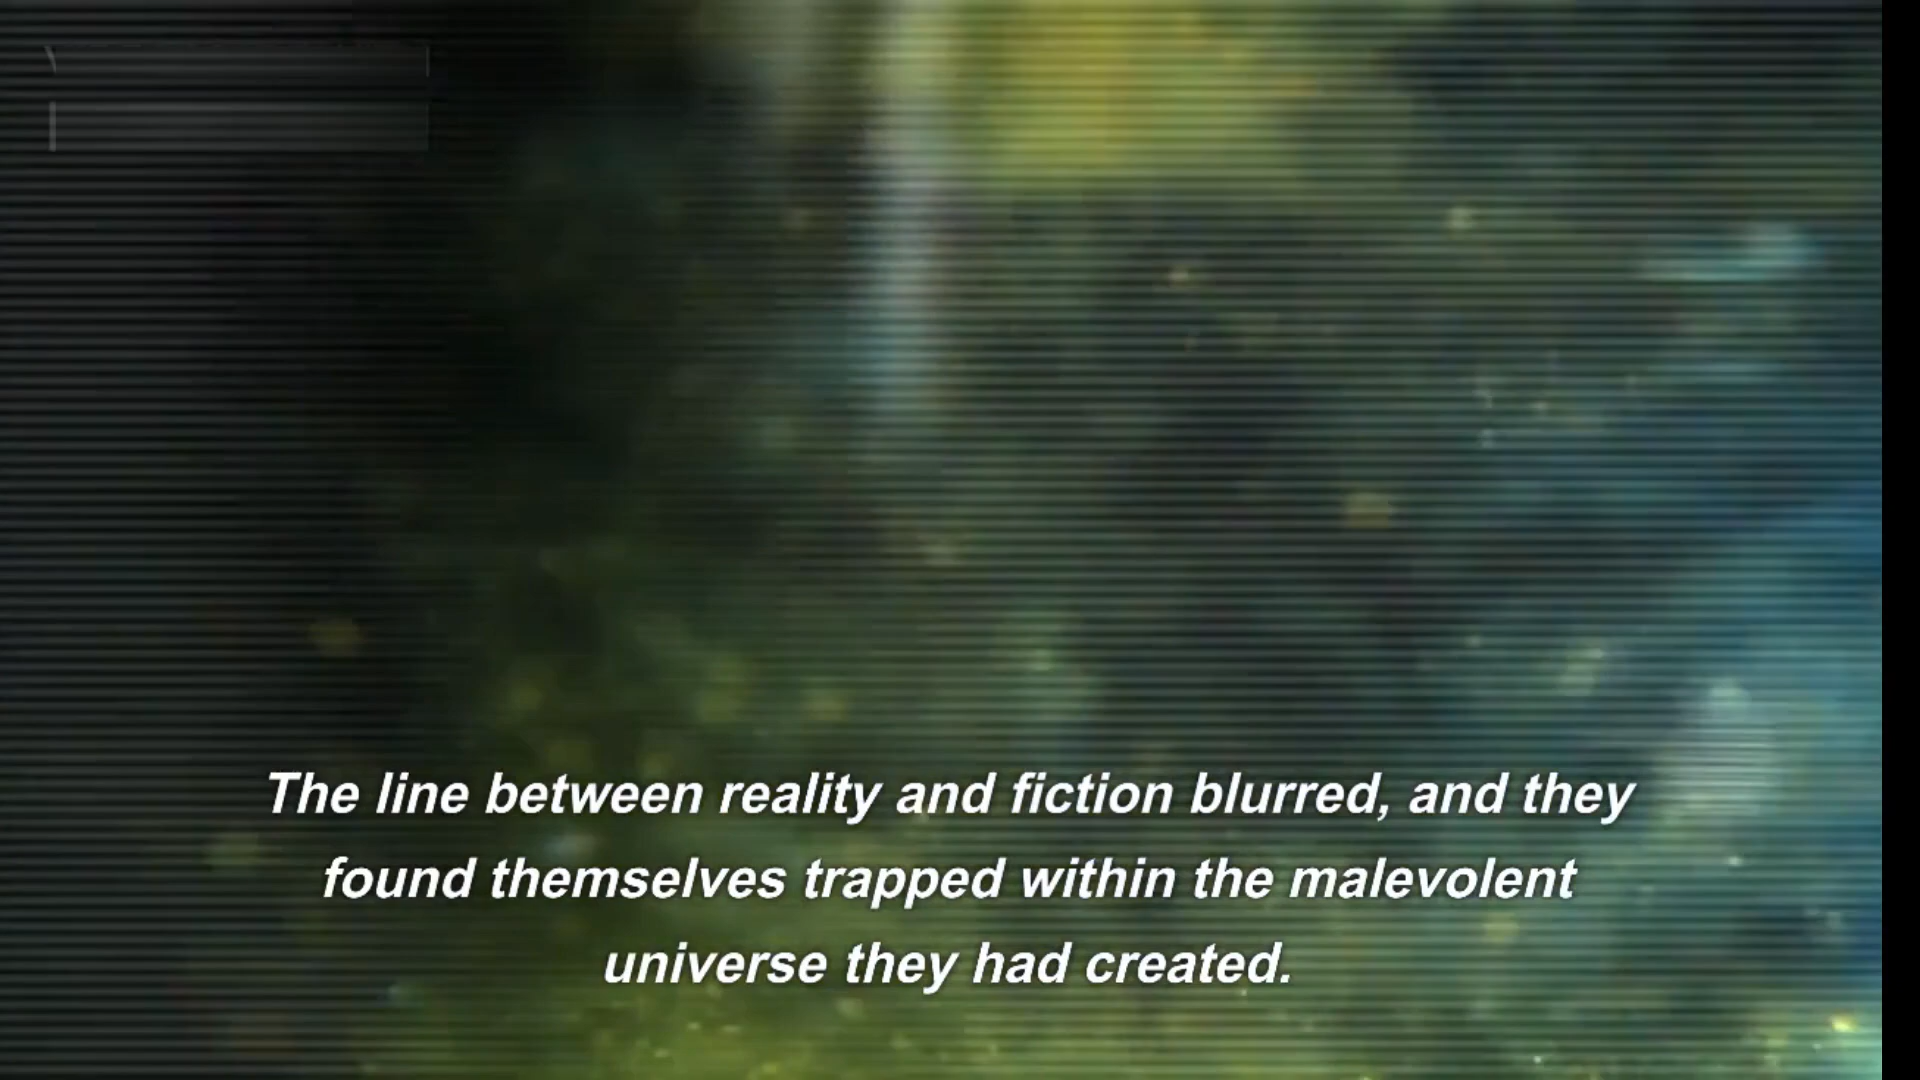 The line between reality and fiction blurred, and they
found themselves trapped within the malevolent
universe they had created.